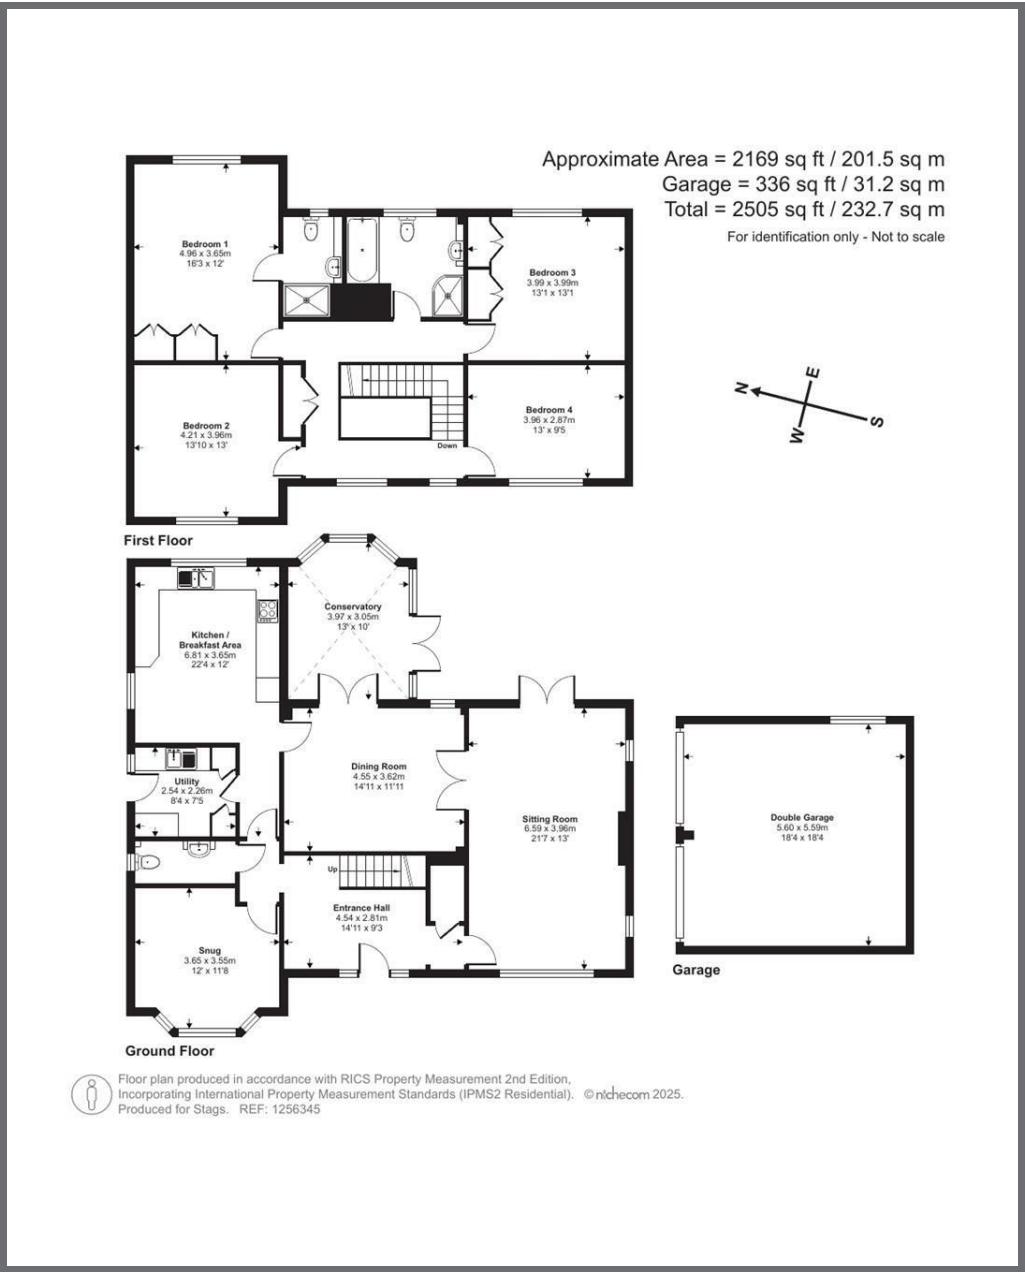 Approximate Area = 2169 sq ft / 201.5 sq m
Garage = 336 sq ft / 31.2 sq m
Total = 2505 sq ft / 232.7 sq m
For identification only - Not to scale
Bedroom 1
4.96 x 3.65m
16'3 x 12'
Bedroom 3
3.99 x 3.99m
13'1 x 13'1
Bedroom 2
4.21 x 3.96m
13'10 x 13'
Bedroom 4
3.96 x 2.87m
13' x 9'5
Down
N
E
S
W
First Floor
Kitchen /
Breakfast Area
6.81 x 3.65m
22'4 x 12'
Conservatory
3.97 x 3.05m
13' x 10'
Utility
2.54 x 2.26m
8'4 x 7'5
Dining Room
4.55 x 3.62m
14'11 x 11'11
Sitting Room
6.59 x 3.96m
21'7 x 13'
Double Garage
5.60 x 5.59m
18'4 x 18'4
Up
Entrance Hall
4.54 x 2.81m
14'11 x 9'3
Snug
3.65 x 3.55m
12' x 11'8
Garage
Ground Floor
Floor plan produced in accordance with RICS Property Measurement 2nd Edition,
Incorporating International Property Measurement Standards (IPMS2 Residential). © nichecom 2025.
Produced for Stags. REF: 1256345